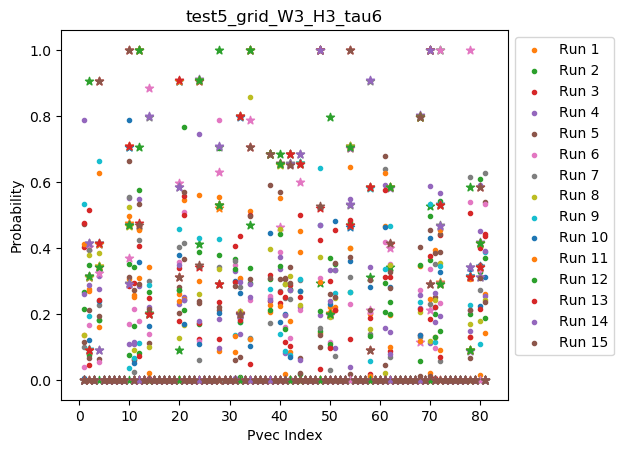 test5_grid_W3_H3_tau6
1.0
0.8
0.6
0.4
0.2
0.0
Probability
0 10 20 30 40 50 60 70 80
Pvec Index
Run 1
Run 2
Run 3
Run 4
Run 5
Run 6
Run 7
Run 8
Run 9
Run 10
Run 11
Run 12
Run 13
Run 14
Run 15